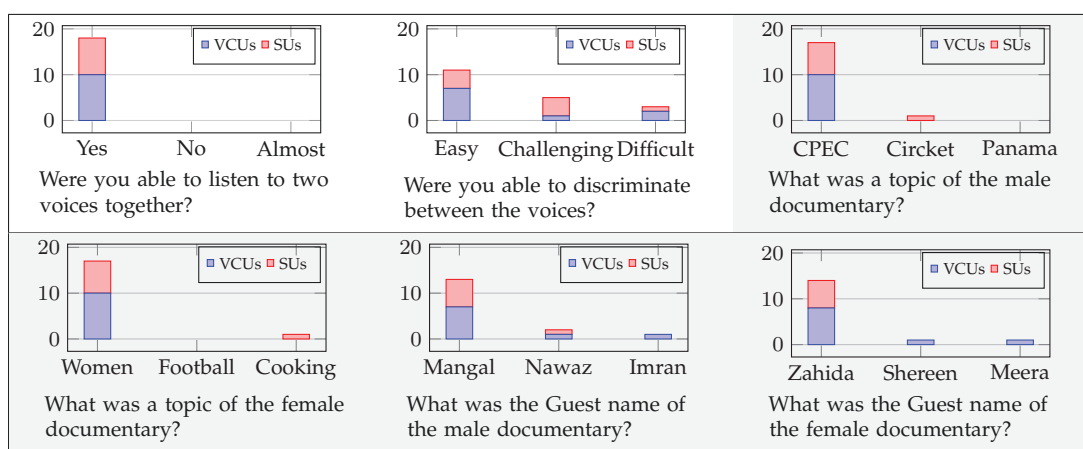 20
10
0
VCUs SUs
Yes No Almost
Were you able to listen to two
voices together?
20
10
0
VCUs SUs
Easy Challenging Difficult
Were you able to discriminate
between the voices?
20
10
0
VCUs SUs
CPEC Circket Panama
What was a topic of the male
documentary?
20
10
0
VCUs SUs
Women Football Cooking
What was a topic of the female
documentary?
20
10
0
VCUs SUs
Mangal Nawaz Imran
What was the Guest name of
the male documentary?
20
10
0
VCUs SUs
Zahida Shereen Meera
What was the Guest name of
the female documentary?